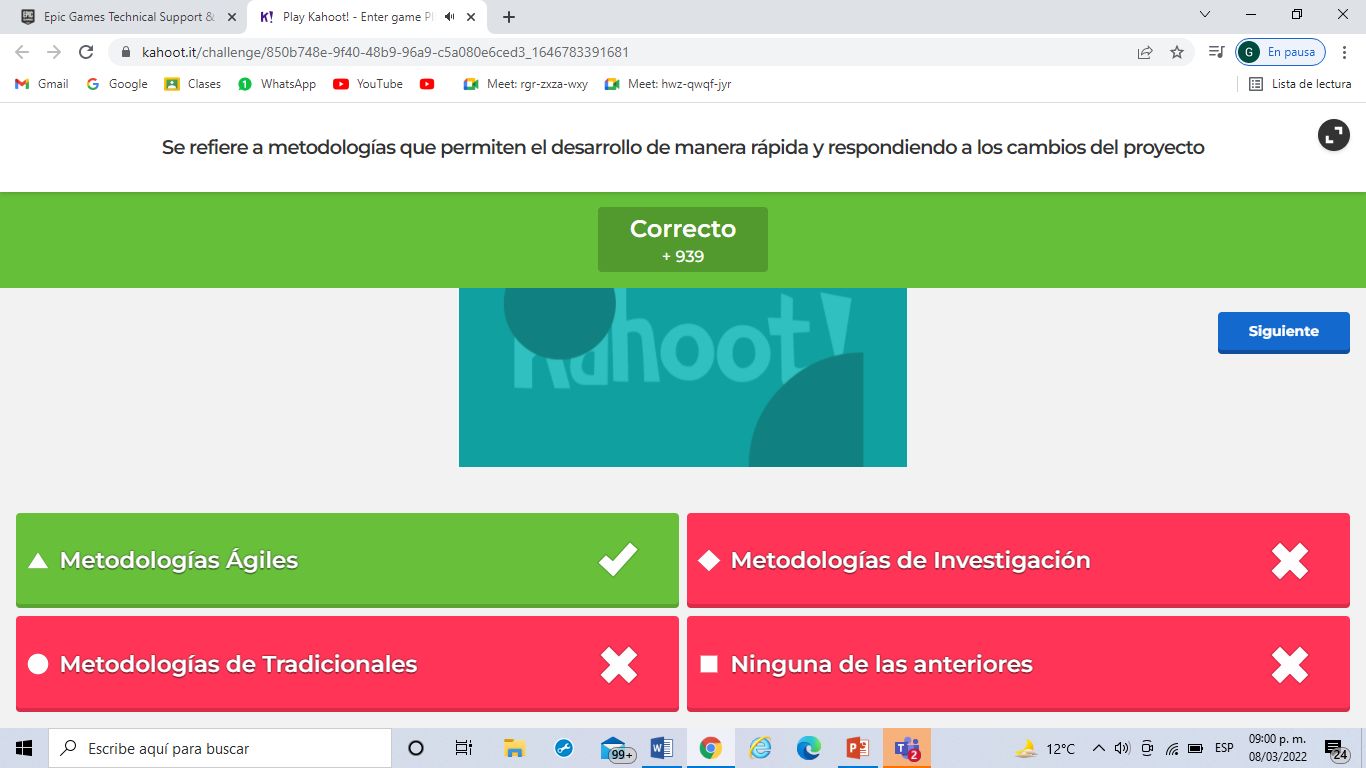 Epic Games Technical Support &
Play Kahoot! - Enter game P
kahoot.it/challenge/850b748e-9f40-48b9-96a9-c5a080e6ced3_1646783391681
G En pausa
Gmail Google Clases 1 WhatsApp YouTube Meet: rgr-zxza-wxy Meet: hwz-qwqf-jyr Lista de lectura
Se refiere a metodologías que permiten el desarrollo de manera rápida y respondiendo a los cambios del proyecto
Correcto
+ 939
Kahoot!
Siguiente
Metodologías Ágiles
Metodologías de Investigación
Metodologías de Tradicionales
Ninguna de las anteriores
Escribe aquí para buscar
99+
2
12°C
ESP
09:00 p. m.
08/03/2022
24